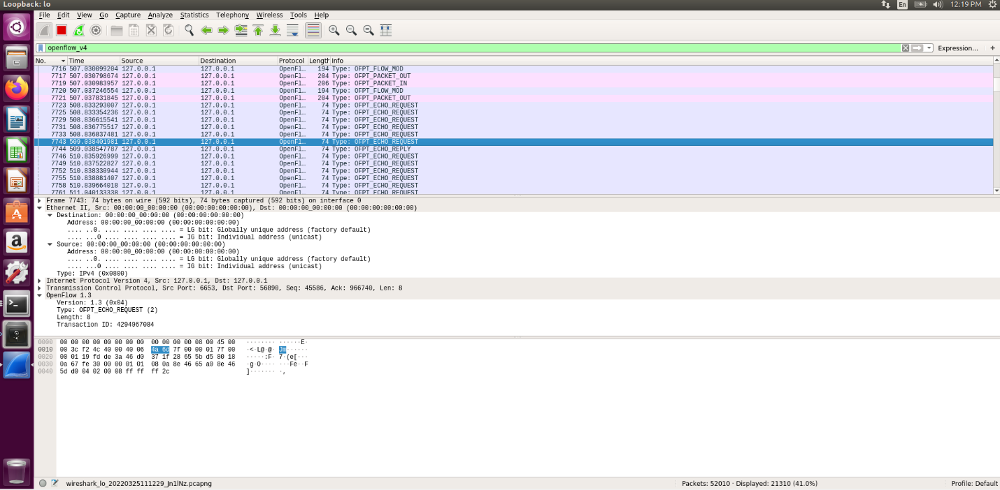 Loopback: lo
En
12:19 PM
File Edit View Go Capture Analyze Statistics Telephony Wireless Tools Help
openflow_v4
Expression...
+
No. Time Source Destination Protocol Length Info
7716 507.030099204 127.0.0.1 127.0.0.1 OpenFl… 194 Type: OFPT_FLOW_MOD
7717 507.030798674 127.0.0.1 127.0.0.1 OpenFl… 204 Type: OFPT_PACKET_OUT
7719 507.030983957 127.0.0.1 127.0.0.1 OpenFl… 206 Type: OFPT_PACKET_IN
7720 507.037246554 127.0.0.1 127.0.0.1 OpenFl… 194 Type: OFPT_FLOW_MOD
7721 507.037831845 127.0.0.1 127.0.0.1 OpenFl… 204 Type: OFPT_PACKET_OUT
7723 508.833293007 127.0.0.1 127.0.0.1 OpenFl… 74 Type: OFPT_ECHO_REQUEST
7725 508.833354236 127.0.0.1 127.0.0.1 OpenFl… 74 Type: OFPT_ECHO_REQUEST
7729 508.836615541 127.0.0.1 127.0.0.1 OpenFl… 74 Type: OFPT_ECHO_REQUEST
7731 508.836775517 127.0.0.1 127.0.0.1 OpenFl… 74 Type: OFPT_ECHO_REQUEST
7733 508.836837481 127.0.0.1 127.0.0.1 OpenFl… 74 Type: OFPT_ECHO_REQUEST
7743 509.038401981 127.0.0.1 127.0.0.1 OpenFl… 74 Type: OFPT_ECHO_REQUEST
7744 509.038547787 127.0.0.1 127.0.0.1 OpenFl… 74 Type: OFPT_ECHO_REPLY
7746 510.835926999 127.0.0.1 127.0.0.1 OpenFl… 74 Type: OFPT_ECHO_REQUEST
7749 510.837522827 127.0.0.1 127.0.0.1 OpenFl… 74 Type: OFPT_ECHO_REQUEST
7752 510.838330944 127.0.0.1 127.0.0.1 OpenFl… 74 Type: OFPT_ECHO_REQUEST
7755 510.838881407 127.0.0.1 127.0.0.1 OpenFl… 74 Type: OFPT_ECHO_REQUEST
7758 510.839664018 127.0.0.1 127.0.0.1 OpenFl… 74 Type: OFPT_ECHO_REQUEST
7761 511.040133338 127.0.0.1 127.0.0.1 OpenFl… 74 Type: OFPT_ECHO_REQUEST
Frame 7743: 74 bytes on wire (592 bits), 74 bytes captured (592 bits) on interface 0
Ethernet II, Src: 00:00:00_00:00:00 (00:00:00:00:00:00), Dst: 00:00:00_00:00:00 (00:00:00:00:00:00)
Destination: 00:00:00_00:00:00 (00:00:00:00:00:00)
Address: 00:00:00_00:00:00 (00:00:00:00:00:00)
.... ..0. .... .... .... .... = LG bit: Globally unique address (factory default)
.... ...0 .... .... .... .... = IG bit: Individual address (unicast)
Source: 00:00:00_00:00:00 (00:00:00:00:00:00)
Address: 00:00:00_00:00:00 (00:00:00:00:00:00)
.... ..0. .... .... .... .... = LG bit: Globally unique address (factory default)
.... ...0 .... .... .... .... = IG bit: Individual address (unicast)
Type: IPv4 (0x0800)
Internet Protocol Version 4, Src: 127.0.0.1, Dst: 127.0.0.1
Transmission Control Protocol, Src Port: 6653, Dst Port: 56890, Seq: 45586, Ack: 966740, Len: 8
OpenFlow 1.3
Version: 1.3 (0x04)
Type: OFPT_ECHO_REQUEST (2)
Length: 8
Transaction ID: 4294967084
0000 00 00 00 00 00 00 00 00 00 00 00 00 08 00 45 00 ········ ······E·
0010 00 3c f2 4c 40 00 40 06 4a 6d 7f 00 00 01 7f 00 ·<·L@·@· Jm······
0020 00 01 19 fd de 3a 46 d0 37 1f 28 65 5b d5 80 18 ·····:F· 7·(e[···
0030 0a 67 fe 30 00 00 01 01 08 0a 8e 46 65 a0 8e 46 ·g·0···· ···Fe··F
0040 5d d0 04 02 00 08 ff ff ff 2c ]······· ·,
wireshark_lo_20220325111229_Jn1lNz.pcapng
Packets: 52010 · Displayed: 21310 (41.0%)
Profile: Default